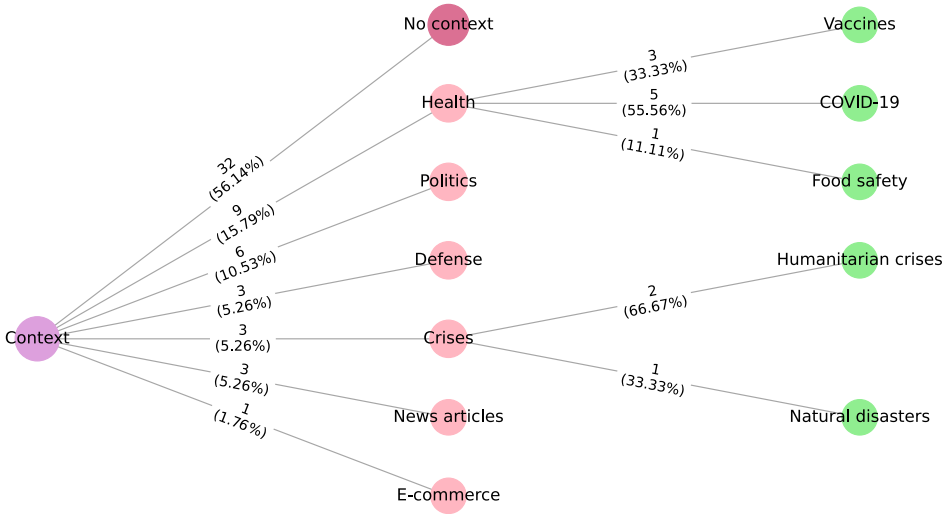 No context
Vaccines
3
(33.33%)
Health
5
(55.56%)
COVID-19
1
(11.11%)
32
(56.14%)
Politics
Food safety
9
(15.79%)
6
(10.53%)
Defense
Humanitarian crises
3
(5.26%)
2
(66.67%)
Context
3
(5.26%)
Crises
3
(5.26%)
1
(33.33%)
1
(1.76%)
News articles
Natural disasters
E-commerce